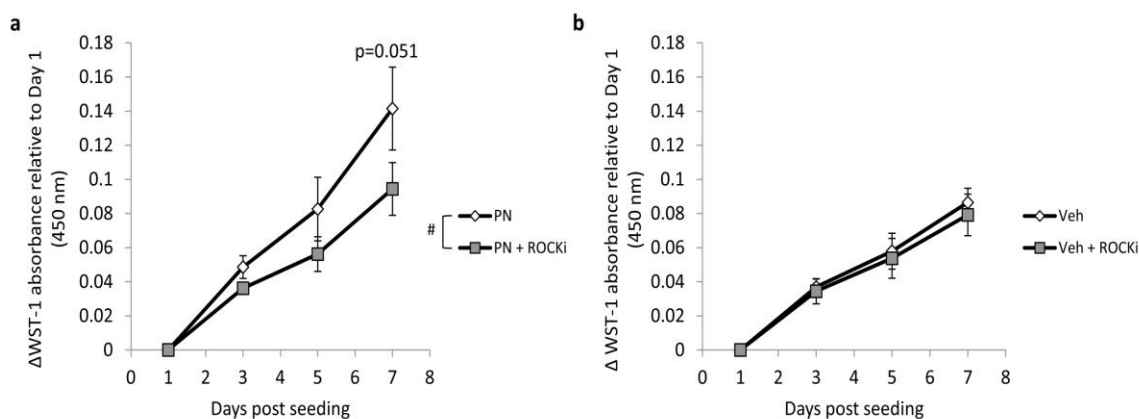 a
ΔWST-1 absorbance relative to Day 1
(450 nm)
0.18
0.16
0.14
0.12
0.1
0.08
0.06
0.04
0.02
0
p=0.051
0 1 2 3 4 5 6 7 8
Days post seeding
#
PN
PN + ROCKi
b
Δ WST-1 absorbance relative to Day 1
(450 nm)
0.18
0.16
0.14
0.12
0.1
0.08
0.06
0.04
0.02
0
0 1 2 3 4 5 6 7 8
Days post seeding
Veh
Veh + ROCKi